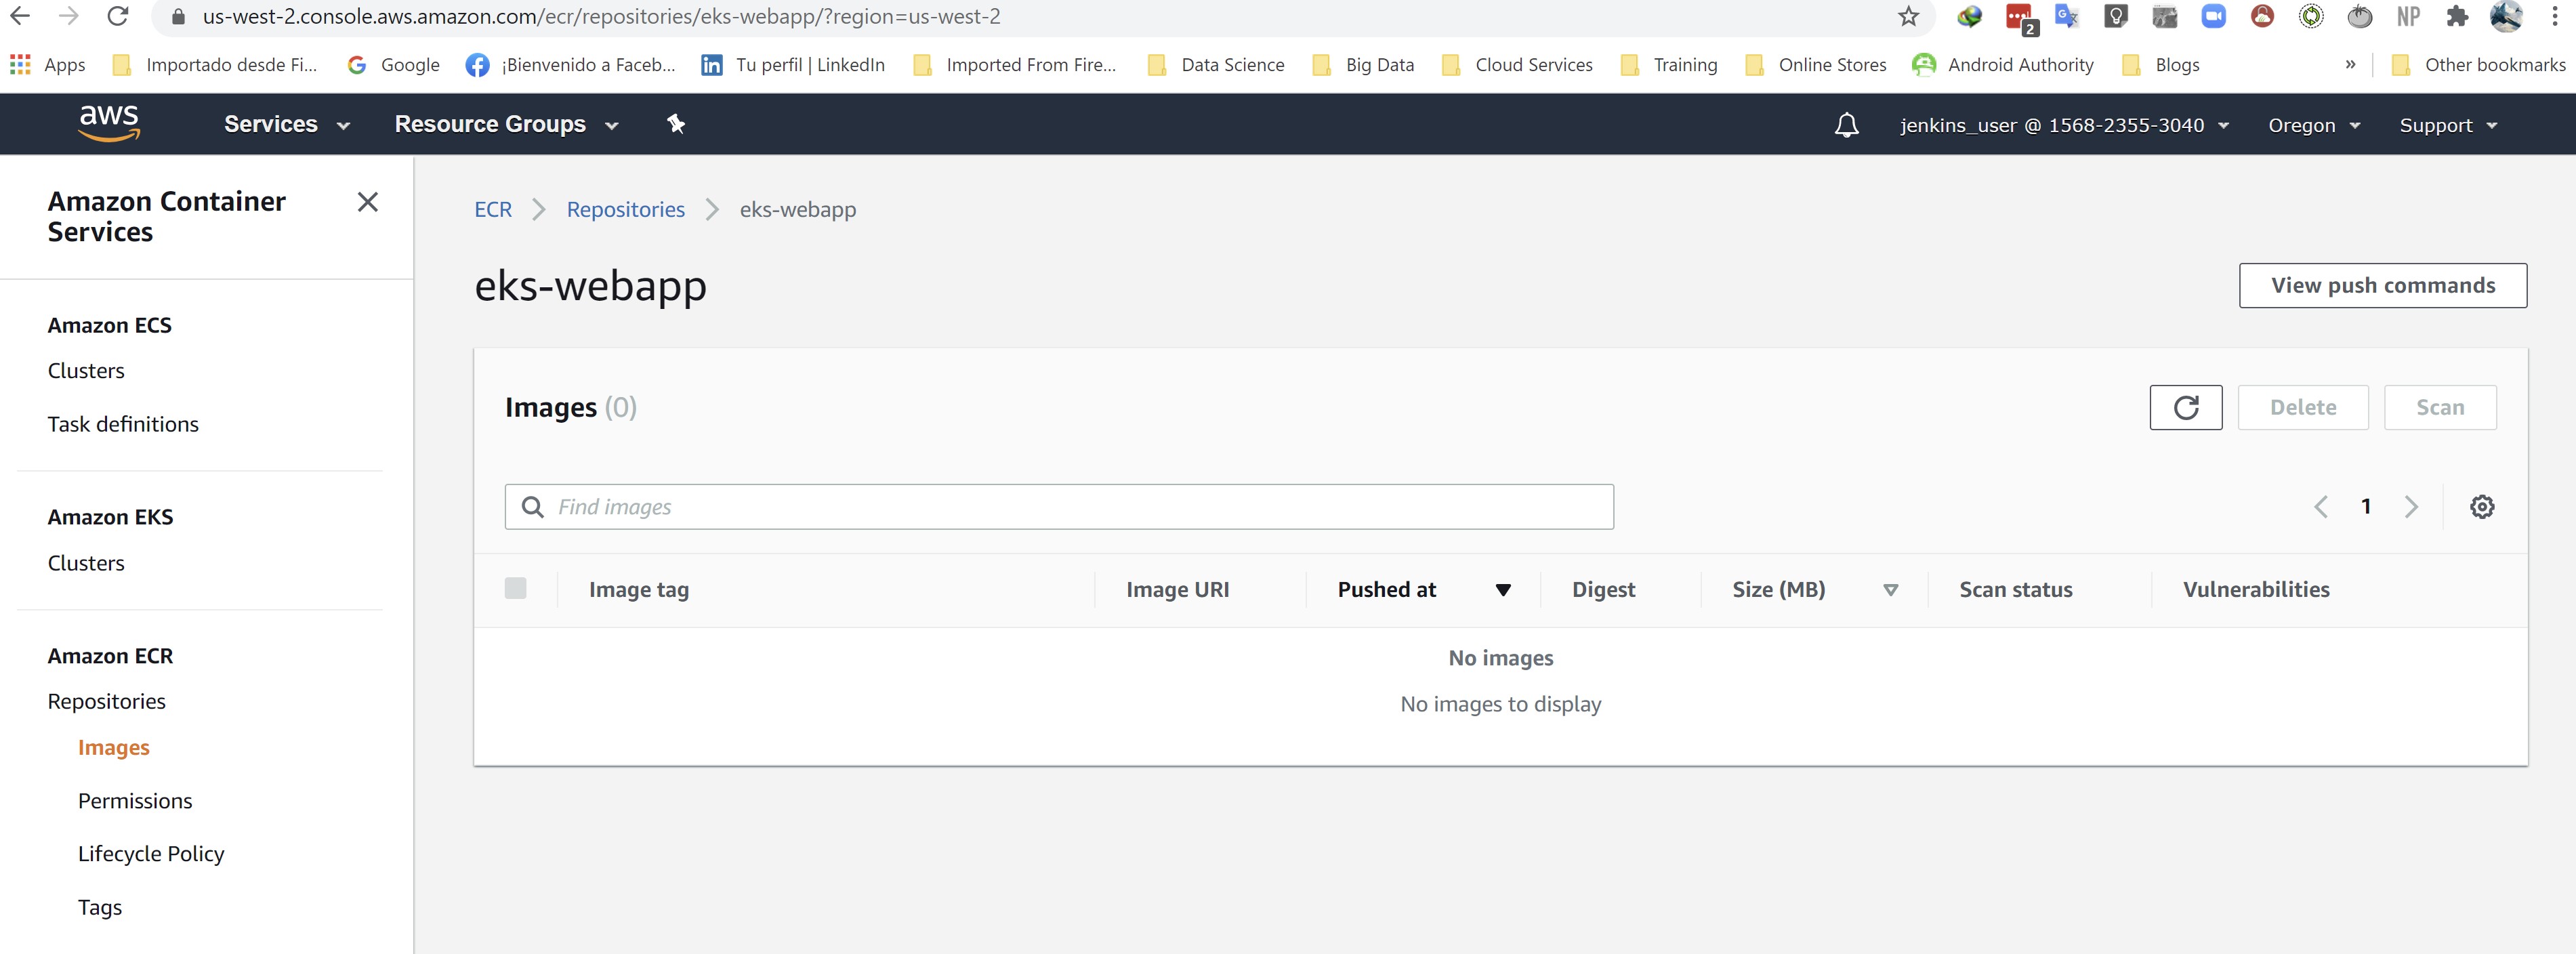 us-west-2.console.aws.amazon.com/ecr/repositories/eks-webapp/?region=us-west-2
2
NP
Apps
Importado desde Fi...
Google
¡Bienvenido a Faceb...
Tu perfil | LinkedIn
Imported From Fire...
Data Science
Big Data
Cloud Services
Training
Online Stores
Android Authority
Blogs
»
Other bookmarks
aws
Services
Resource Groups
jenkins_user @ 1568-2355-3040
Oregon
Support
Amazon Container
Services
Amazon ECS
Clusters
Task definitions
Amazon EKS
Clusters
Amazon ECR
Repositories
Images
Permissions
Lifecycle Policy
Tags
ECR > Repositories > eks-webapp
eks-webapp
View push commands
Images (0)
Delete
Scan
Find images
1
Image tag
Image URI
Pushed at
Digest
Size (MB)
Scan status
Vulnerabilities
No images
No images to display